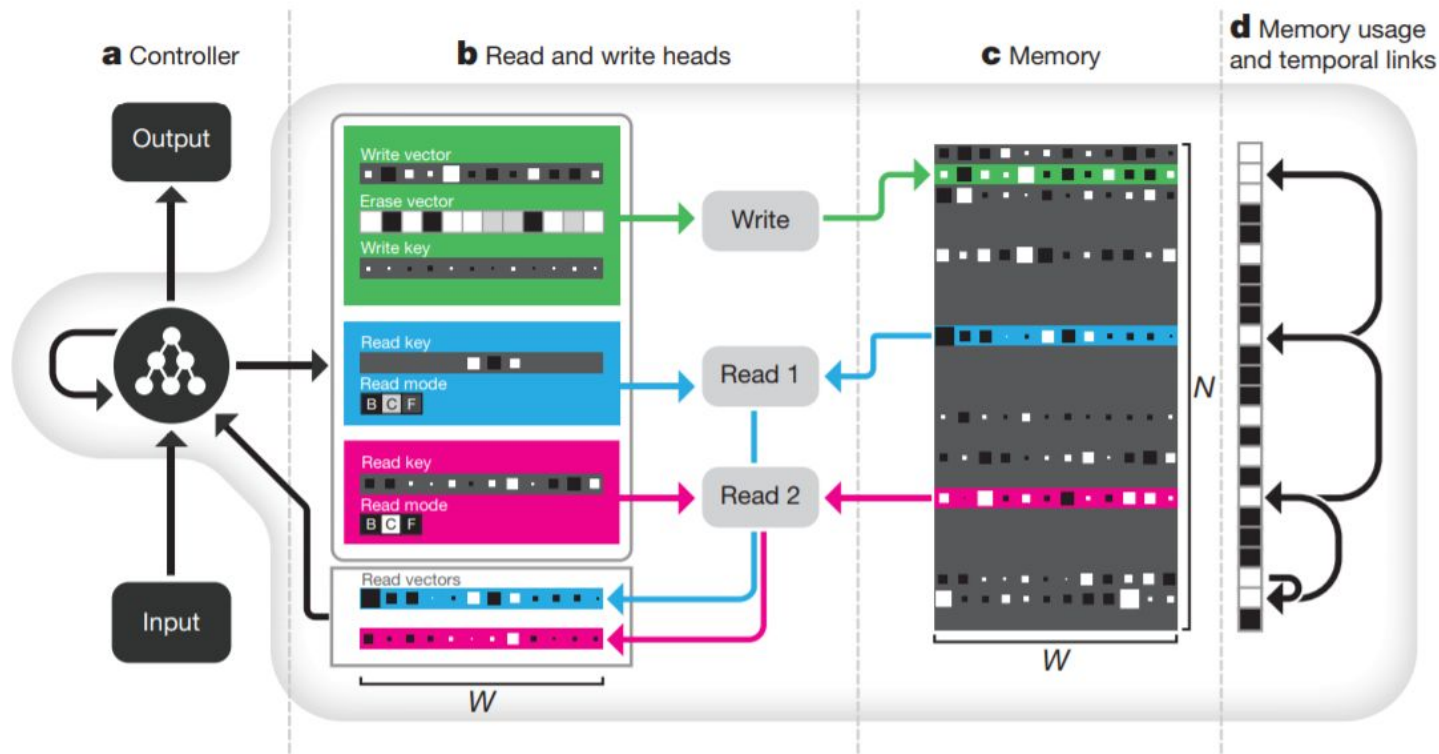 a Controller
b Read and write heads
c Memory
d Memory usage
and temporal links
Output
Input
Write vector
Erase vector
Write key
Read key
Read mode
B C F
Read key
Read mode
B C F
Read vectors
W
Write
Read 1
Read 2
N
W